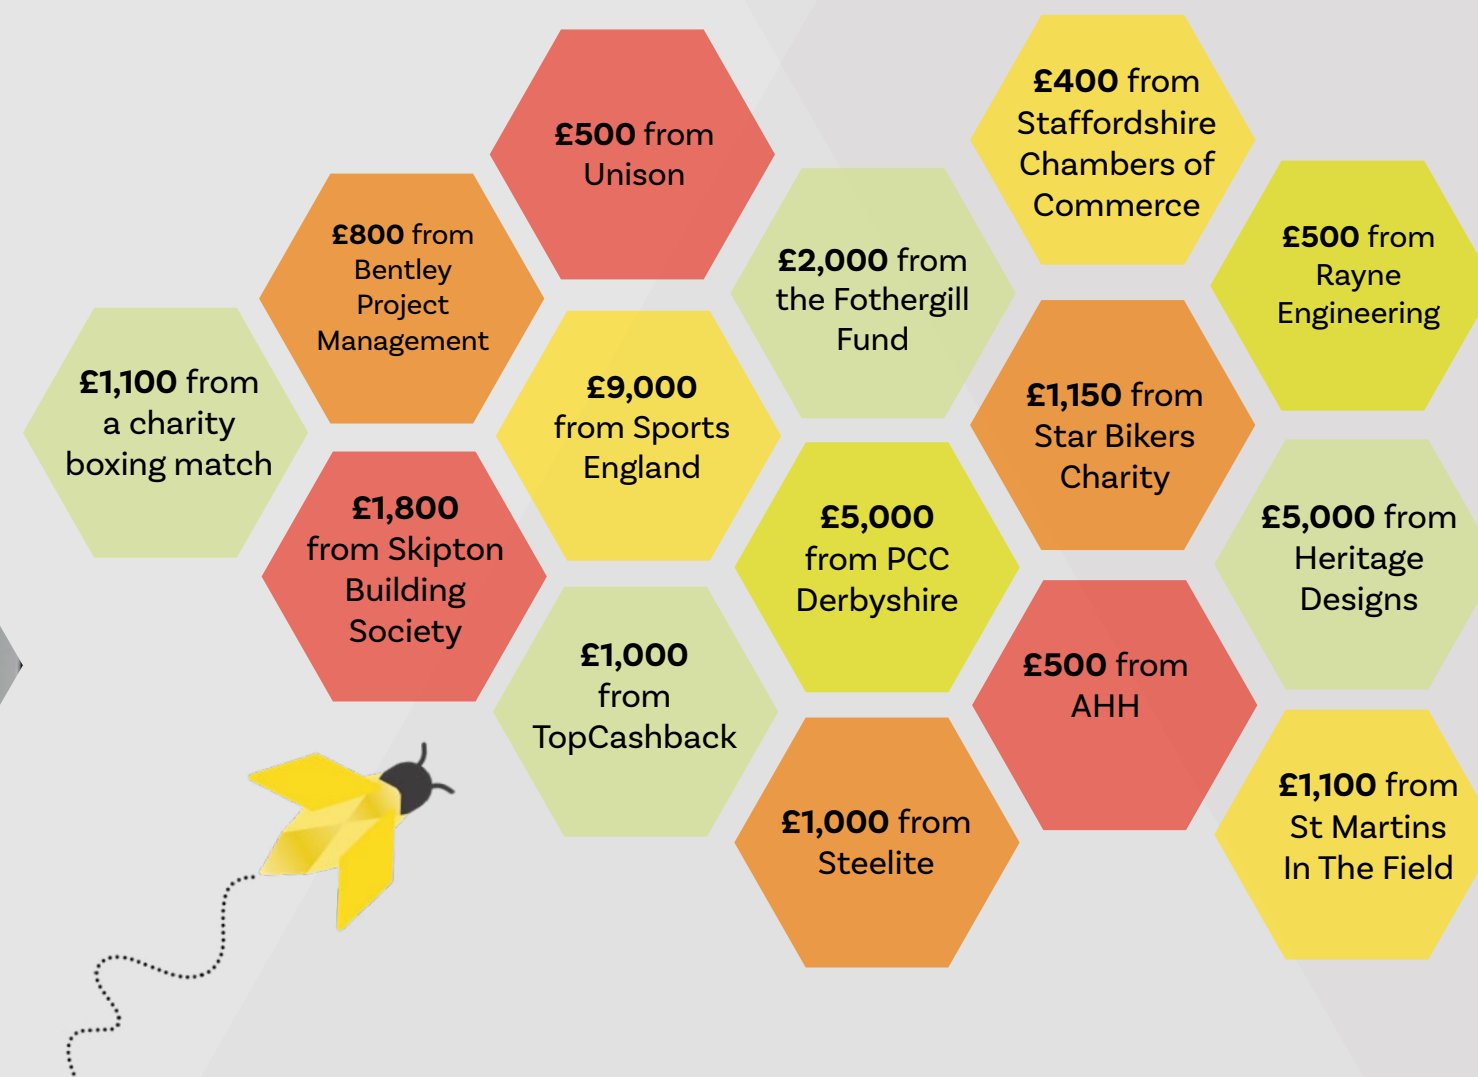 £500 from
Unison
£400 from
Staffordshire
Chambers of
Commerce
£800 from
Bentley
Project
Management
£2,000 from
the Fothergill
Fund
£500 from
Rayne
Engineering
£1,100 from
a charity
boxing match
£9,000
from Sports
England
£1,150 from
Star Bikers
Charity
£1,800
from Skipton
Building
Society
£5,000
from PCC
Derbyshire
£5,000 from
Heritage
Designs
£1,000
from
TopCashback
£500 from
AHH
£1,000 from
Steelite
£1,100 from
St Martins
In The Field